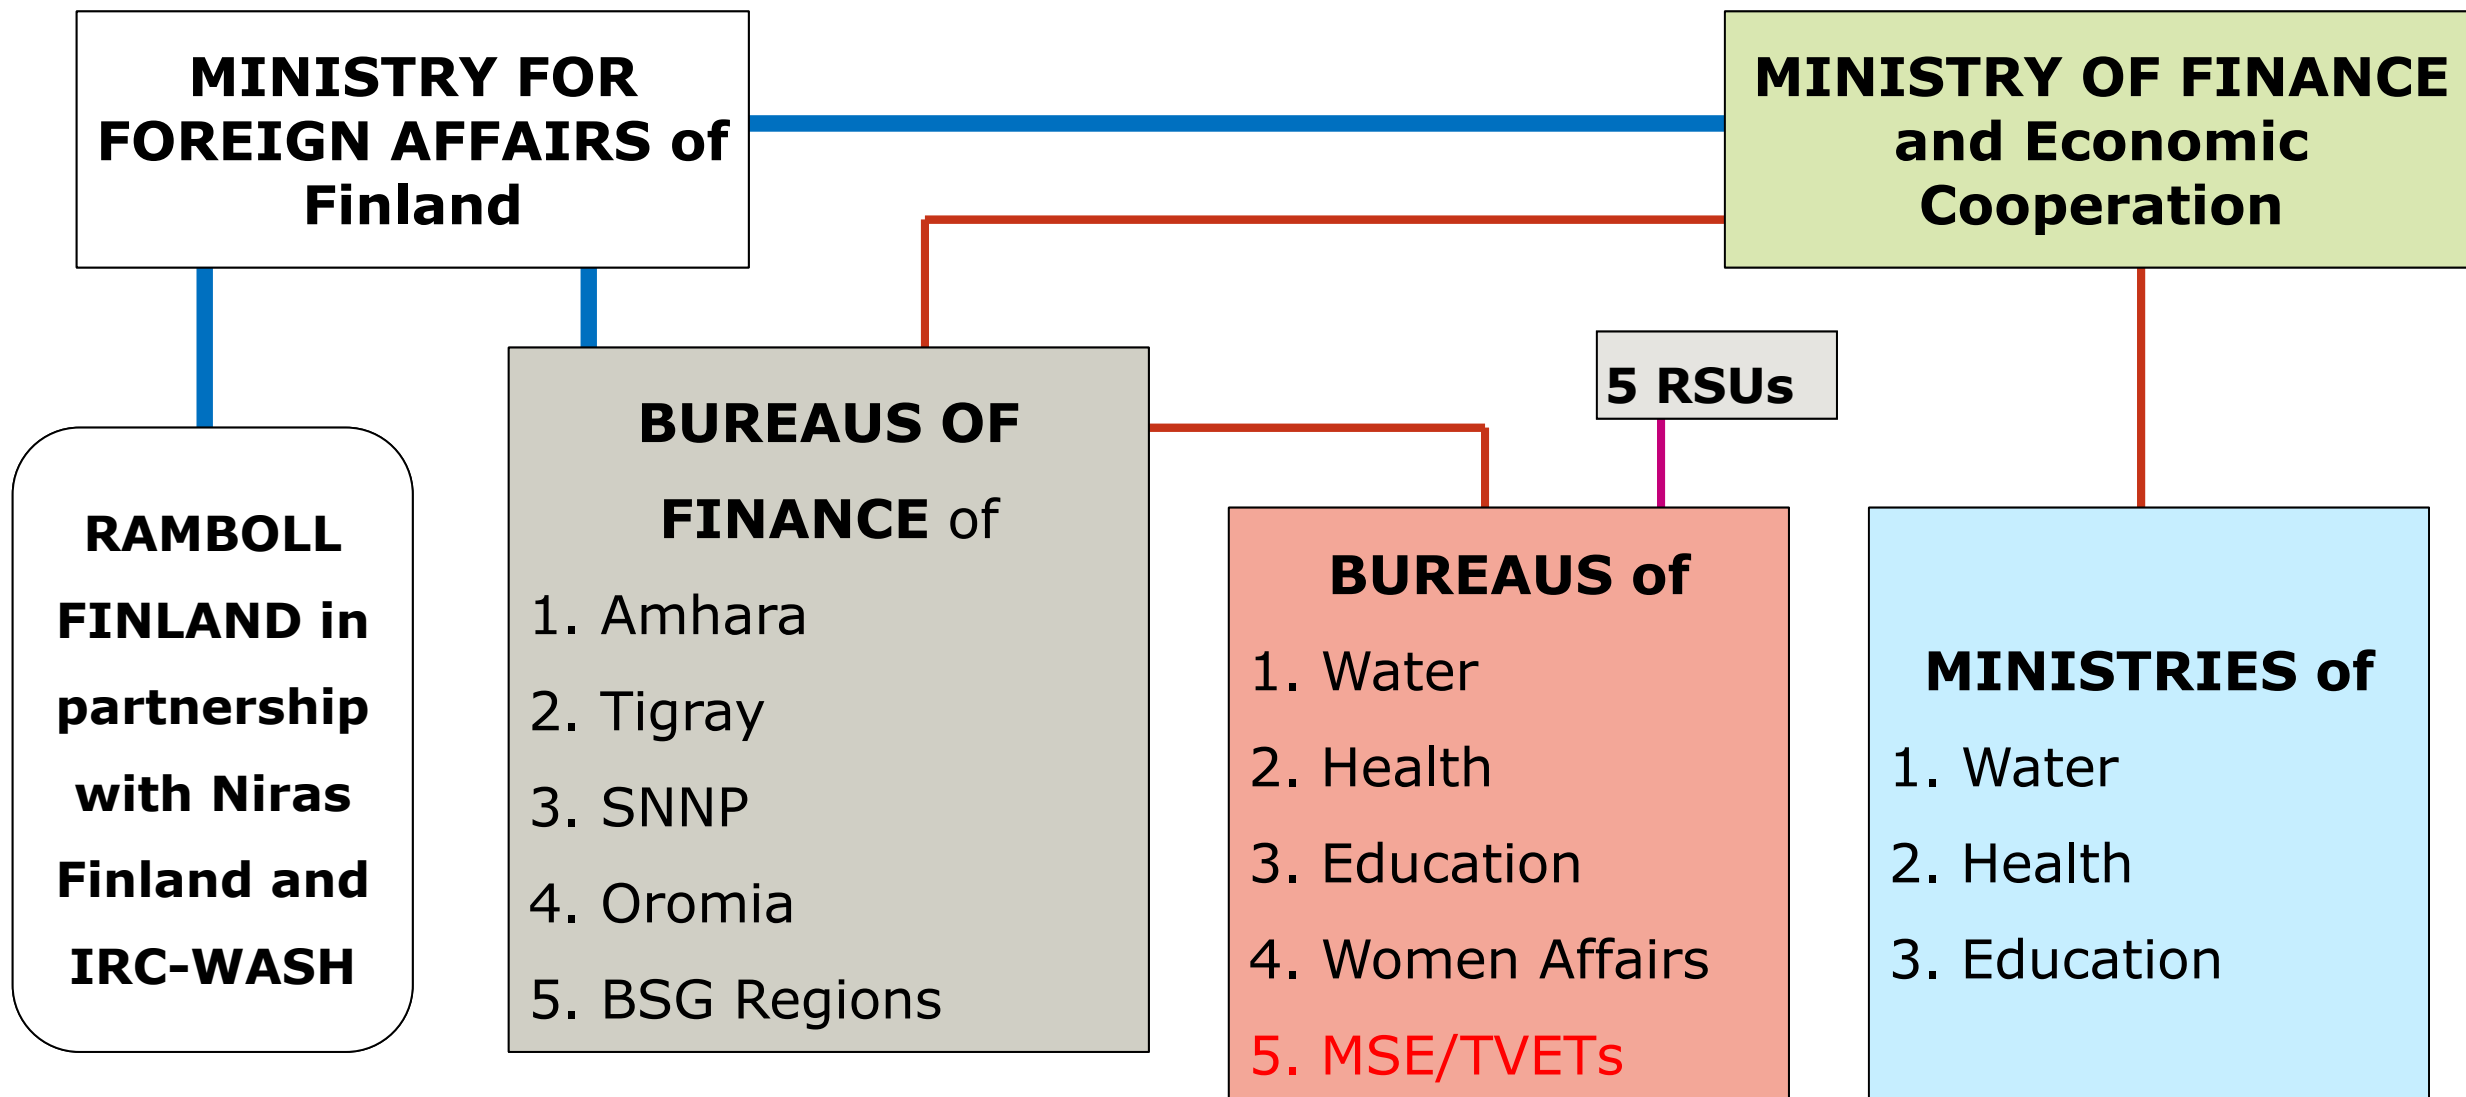 MINISTRY FOR
FOREIGN AFFAIRS of
Finland
MINISTRY OF FINANCE
and Economic
Cooperation
5 RSUs
RAMBOLL
FINLAND in
partnership
with Niras
Finland and
IRC-WASH
BUREAUS OF
FINANCE of
1. Amhara
2. Tigray
3. SNNP
4. Oromia
5. BSG Regions
BUREAUS of
1. Water
2. Health
3. Education
4. Women Affairs
5. MSE/TVETs
MINISTRIES of
1. Water
2. Health
3. Education